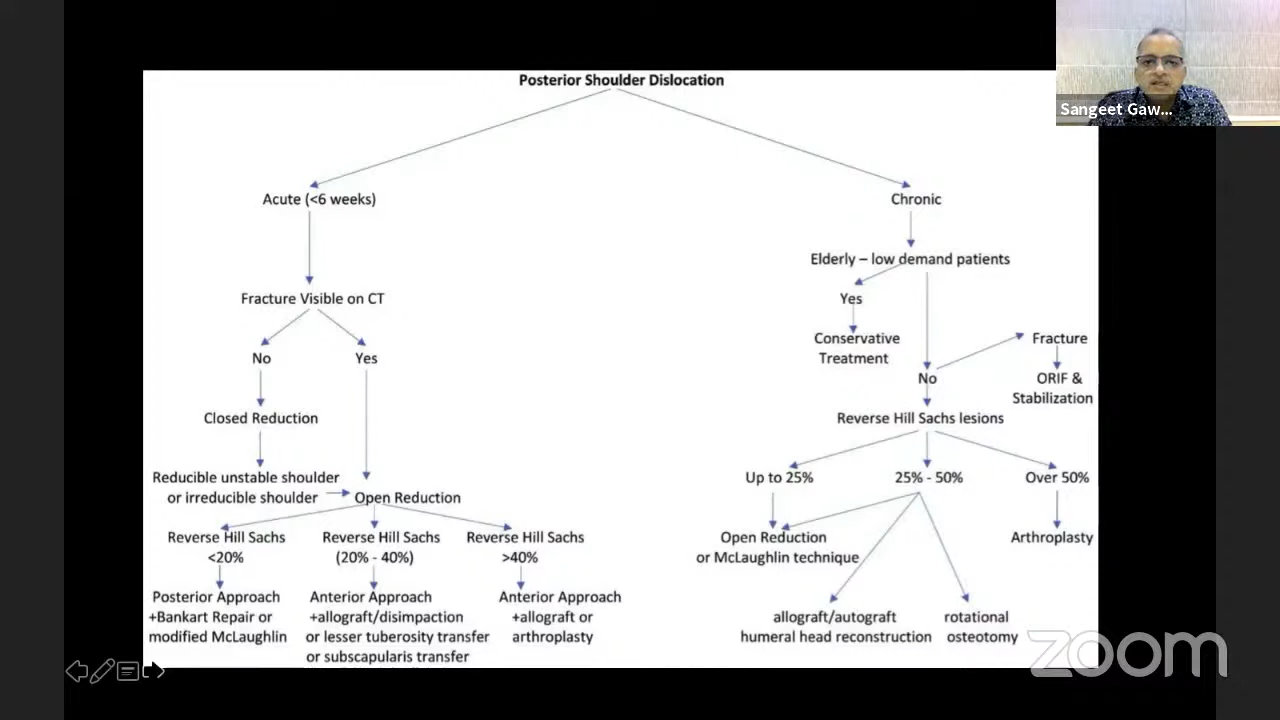 Posterior Shoulder Dislocation
Sangeet Gaw...
Acute (<6 weeks)
Chronic
Elderly – low demand patients
Fracture Visible on CT
Yes
Conservative
Treatment
Fracture
No
Yes
No
ORIF &
Stabilization
Closed Reduction
Reverse Hill Sachs lesions
Reducible unstable shoulder
or irreducible shoulder
Open Reduction
Up to 25%
25% - 50%
Over 50%
Reverse Hill Sachs
<20%
Reverse Hill Sachs
(20% - 40%)
Reverse Hill Sachs
>40%
Open Reduction
or McLaughlin technique
Arthroplasty
Posterior Approach
+Bankart Repair or
modified McLaughlin
Anterior Approach
+allograft/disimpaction
or lesser tuberosity transfer
or subscapularis transfer
Anterior Approach
+allograft or
arthroplasty
allograft/autograft
humeral head reconstruction
rotational
osteotomy
zoom